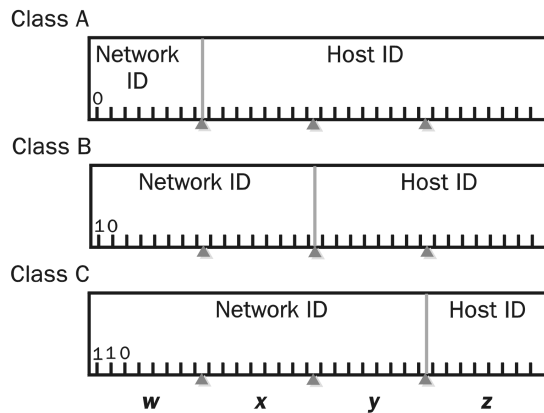 Class A
Network Host ID
ID
0
Class B
Network ID Host ID
10
Class C
Network ID Host ID
110
w x y z